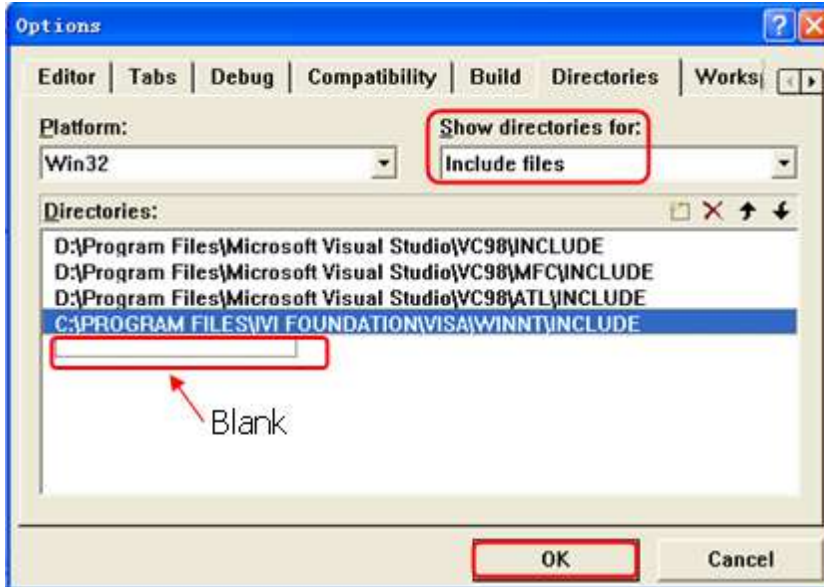 Options
Editor Tabs Debug Compatibility Build Directories Works
Platform: Show directories for:
Win32 Include files
Directories:
D:\Program Files\Microsoft Visual Studio\VC98\INCLUDE
D:\Program Files\Microsoft Visual Studio\VC98\MFC\INCLUDE
D:\Program Files\Microsoft Visual Studio\VC98\ATL\INCLUDE
C:\PROGRAM FILES\IVI FOUNDATION\VISA\WINNT\INCLUDE
Blank
OK Cancel